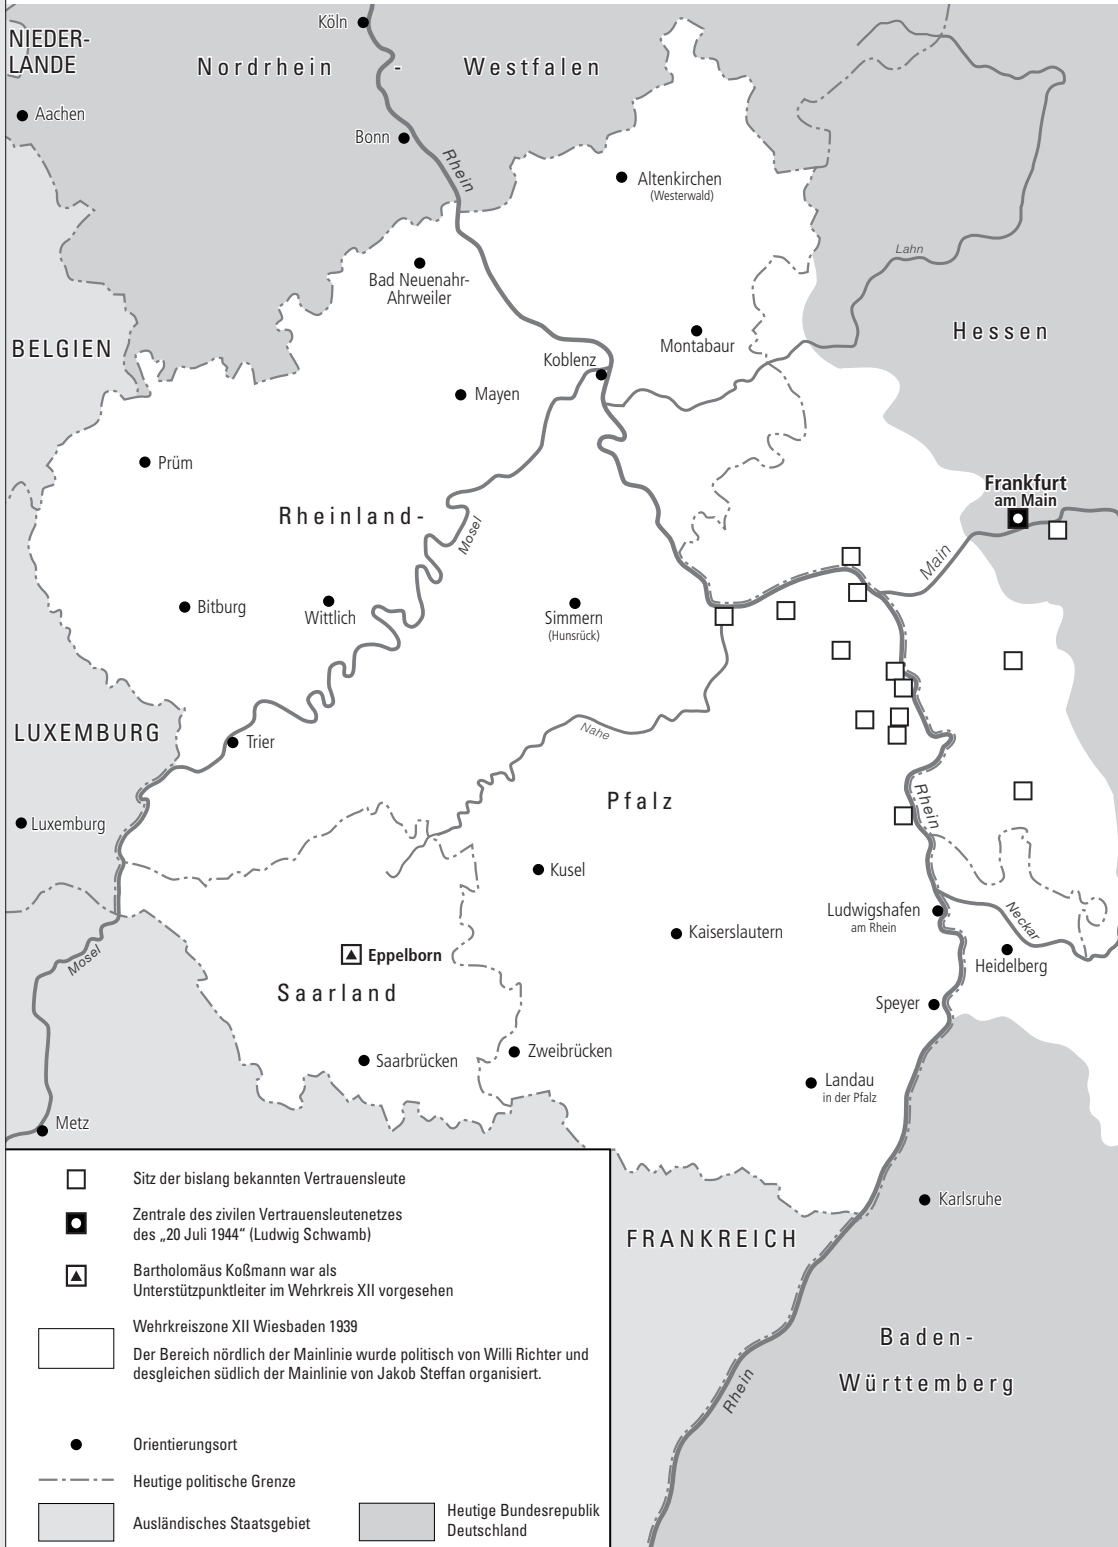 Köln
NIEDER-
LANDE
Nordrhein - Westfalen
Aachen
Bonn
Rhein
Altenkirchen
(Westerwald)
Lahn
Bad Neuenahr-
Ahrweiler
Hessen
BELGIEN
Montabaur
Koblenz
Mayen
Prüm
Frankfurt
am Main
Rheinland-
Mosel
Main
Bitburg
Wittlich
Simmern
(Hunsrück)
LUXEMBURG
Trier
Nahe
Pfalz
Rhein
Luxemburg
Kusel
Ludwigshafen
am Rhein
Neckar
Kaiserslautern
Mosel
Eppelborn
Heidelberg
Saarland
Speyer
Zweibrücken
Saarbrücken
Landau
in der Pfalz
Metz
Karlsruhe
FRANKREICH
Baden-
Württemberg
Rhein
Sitz der bislang bekannten Vertrauensleute
Zentrale des zivilen Vertrauensleutenetzes
des „20 Juli 1944“ (Ludwig Schwamb)
Bartholomäus Koßmann war als
Unterstützpunktleiter im Wehrkreis XII vorgesehen
Wehrkreiszone XII Wiesbaden 1939
Der Bereich nördlich der Mainlinie wurde politisch von Willi Richter und
desgleichen südlich der Mainlinie von Jakob Steffan organisiert.
Orientierungsort
Heutige politische Grenze
Ausländisches Staatsgebiet
Heutige Bundesrepublik
Deutschland